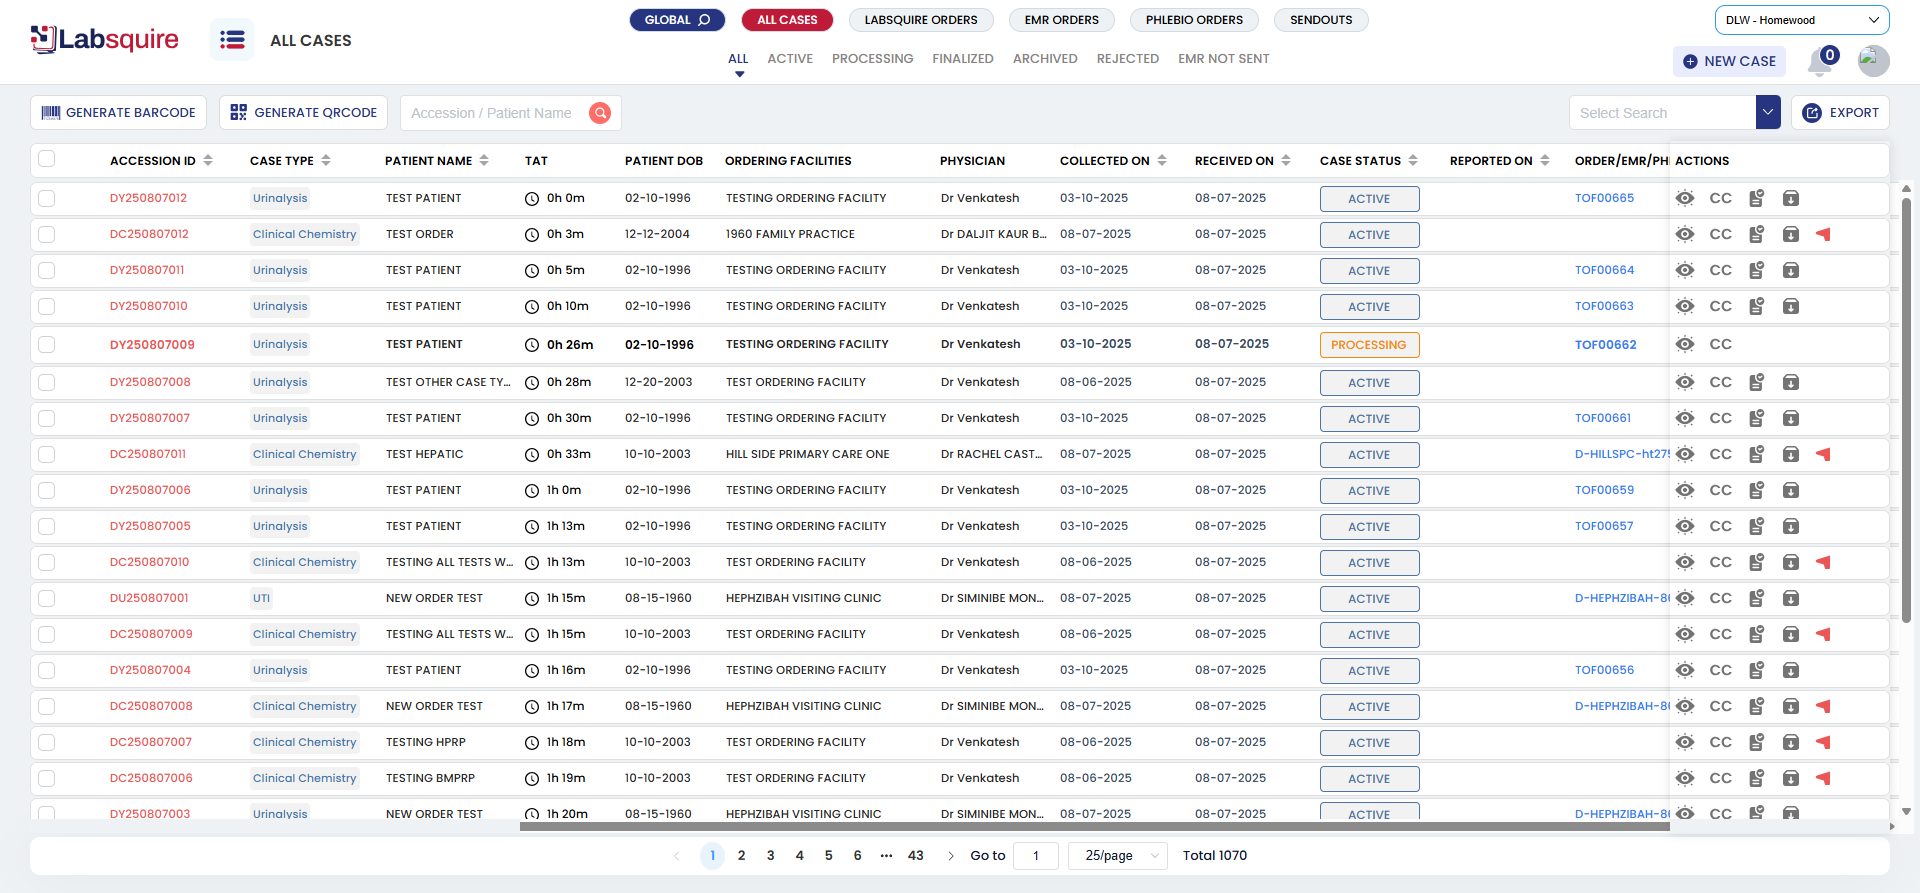 Labsquire
ALL CASES
GLOBAL ALL CASES LABSQUIRE ORDERS EMR ORDERS PHLEBIO ORDERS SENDOUTS
ALL ACTIVE PROCESSING FINALIZED ARCHIVED REJECTED EMR NOT SENT
DLW - Homewood
NEW CASE 0
GENERATE BARCODE GENERATE QRCODE Accession / Patient Name Select Search EXPORT
ACCESSION ID CASE TYPE PATIENT NAME TAT PATIENT DOB ORDERING FACILITIES PHYSICIAN COLLECTED ON RECEIVED ON CASE STATUS REPORTED ON ORDER/EMR/PH ACTIONS
DY250807012 Urinalysis TEST PATIENT 0h 0m 02-10-1996 TESTING ORDERING FACILITY Dr Venkatesh 03-10-2025 08-07-2025 ACTIVE TOF00665 CC
DC250807012 Clinical Chemistry TEST ORDER 0h 3m 12-12-2004 1960 FAMILY PRACTICE Dr DALJIT KAUR B... 08-07-2025 08-07-2025 ACTIVE CC
DY250807011 Urinalysis TEST PATIENT 0h 5m 02-10-1996 TESTING ORDERING FACILITY Dr Venkatesh 03-10-2025 08-07-2025 ACTIVE TOF00664 CC
DY250807010 Urinalysis TEST PATIENT 0h 10m 02-10-1996 TESTING ORDERING FACILITY Dr Venkatesh 03-10-2025 08-07-2025 ACTIVE TOF00663 CC
DY250807009 Urinalysis TEST PATIENT 0h 26m 02-10-1996 TESTING ORDERING FACILITY Dr Venkatesh 03-10-2025 08-07-2025 PROCESSING TOF00662 CC
DY250807008 Urinalysis TEST OTHER CASE TY... 0h 28m 12-20-2003 TEST ORDERING FACILITY Dr Venkatesh 08-06-2025 08-07-2025 ACTIVE CC
DY250807007 Urinalysis TEST PATIENT 0h 30m 02-10-1996 TESTING ORDERING FACILITY Dr Venkatesh 03-10-2025 08-07-2025 ACTIVE TOF00661 CC
DC250807011 Clinical Chemistry TEST HEPATIC 0h 33m 10-10-2003 HILL SIDE PRIMARY CARE ONE Dr RACHEL CAST... 08-07-2025 08-07-2025 ACTIVE D-HILLSPC-ht275 CC
DY250807006 Urinalysis TEST PATIENT 1h 0m 02-10-1996 TESTING ORDERING FACILITY Dr Venkatesh 03-10-2025 08-07-2025 ACTIVE TOF00659 CC
DY250807005 Urinalysis TEST PATIENT 1h 13m 02-10-1996 TESTING ORDERING FACILITY Dr Venkatesh 03-10-2025 08-07-2025 ACTIVE TOF00657 CC
DC250807010 Clinical Chemistry TESTING ALL TESTS W... 1h 13m 10-10-2003 TEST ORDERING FACILITY Dr Venkatesh 08-06-2025 08-07-2025 ACTIVE CC
DU250807001 UTI NEW ORDER TEST 1h 15m 08-15-1960 HEPHZIBAH VISITING CLINIC Dr SIMINIBE MON... 08-07-2025 08-07-2025 ACTIVE D-HEPHZIBAH-8 CC
DC250807009 Clinical Chemistry TESTING ALL TESTS W... 1h 15m 10-10-2003 TEST ORDERING FACILITY Dr Venkatesh 08-06-2025 08-07-2025 ACTIVE CC
DY250807004 Urinalysis TEST PATIENT 1h 16m 02-10-1996 TESTING ORDERING FACILITY Dr Venkatesh 03-10-2025 08-07-2025 ACTIVE TOF00656 CC
DC250807008 Clinical Chemistry NEW ORDER TEST 1h 17m 08-15-1960 HEPHZIBAH VISITING CLINIC Dr SIMINIBE MON... 08-07-2025 08-07-2025 ACTIVE D-HEPHZIBAH-8 CC
DC250807007 Clinical Chemistry TESTING HPRP 1h 18m 10-10-2003 TEST ORDERING FACILITY Dr Venkatesh 08-06-2025 08-07-2025 ACTIVE CC
DC250807006 Clinical Chemistry TESTING BMPRP 1h 19m 10-10-2003 TEST ORDERING FACILITY Dr Venkatesh 08-06-2025 08-07-2025 ACTIVE CC
DY250807003 Urinalysis NEW ORDER TEST 1h 20m 08-15-1960 HEPHZIBAH VISITING CLINIC Dr SIMINIBE MON... 08-07-2025 08-07-2025 ACTIVE D-HEPHZIBAH-8 CC
1 2 3 4 5 6 ... 43 Go to 1 25/page Total 1070